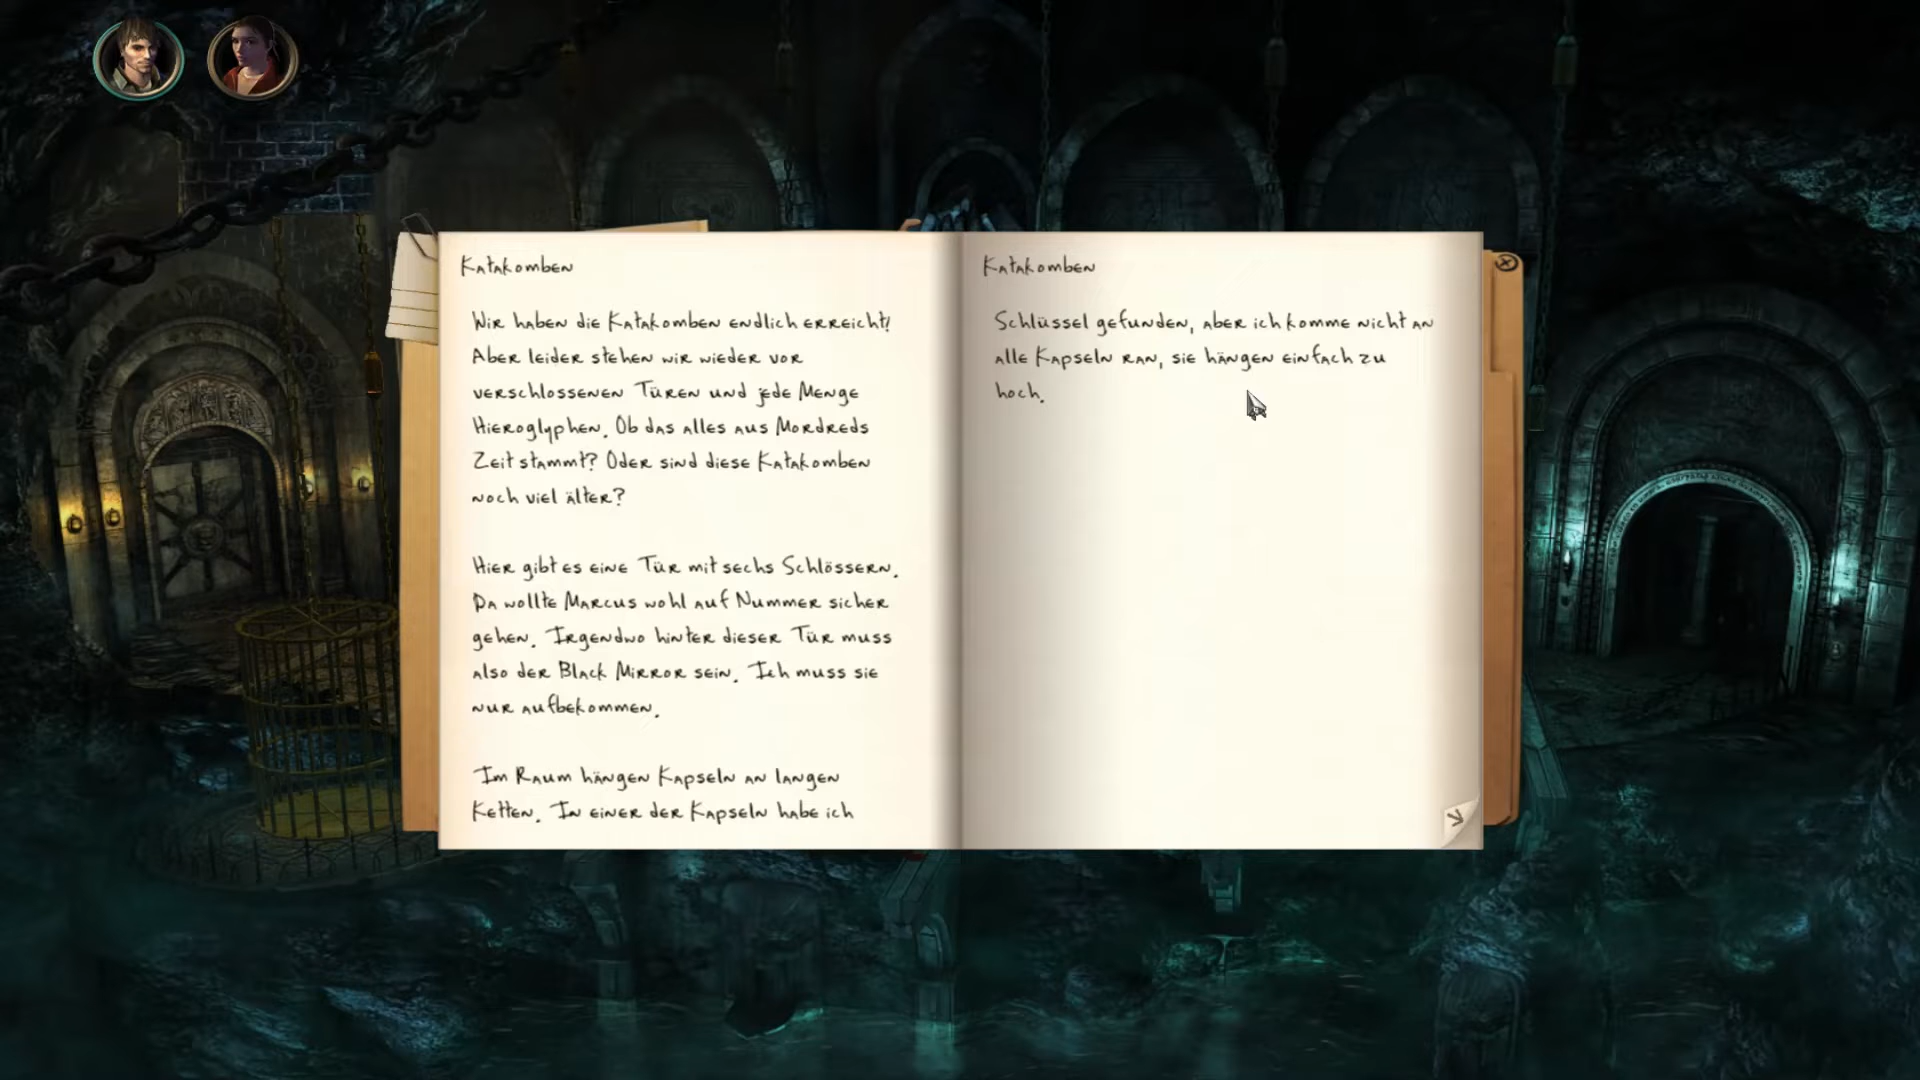 Katakomben
Wir haben die Katakomben endlich erreicht!
Aber leider stehen wir wieder vor
verschlossenen Türen und jede Menge
Hieroglyphen. Ob das alles aus Mordreds
Zeit stammt? Oder sind diese Katakomben
noch viel älter?
Hier gibt es eine Tür mit sechs Schlössern.
Da wollte Marcus wohl auf Nummer sicher
gehen. Irgendwo hinter dieser Tür muss
also der Black Mirror sein. Ich muss sie
nur aufbekommen.
Im Raum hängen Kapseln an langen
Ketten. In einer der Kapseln habe ich
Katakomben
Schlüssel gefunden, aber ich komme nicht an
alle Kapseln ran, sie hängen einfach zu
hoch.